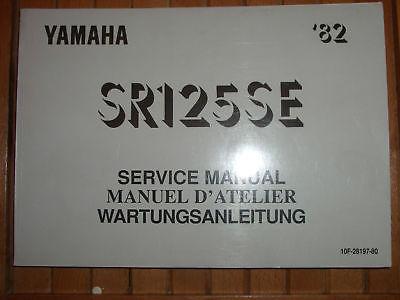 YAMAHA '82
SR125SE
SERVICE MANUAL
MANUEL D'ATELIER
WARTUNGSANLEITUNG
10F-28197-80